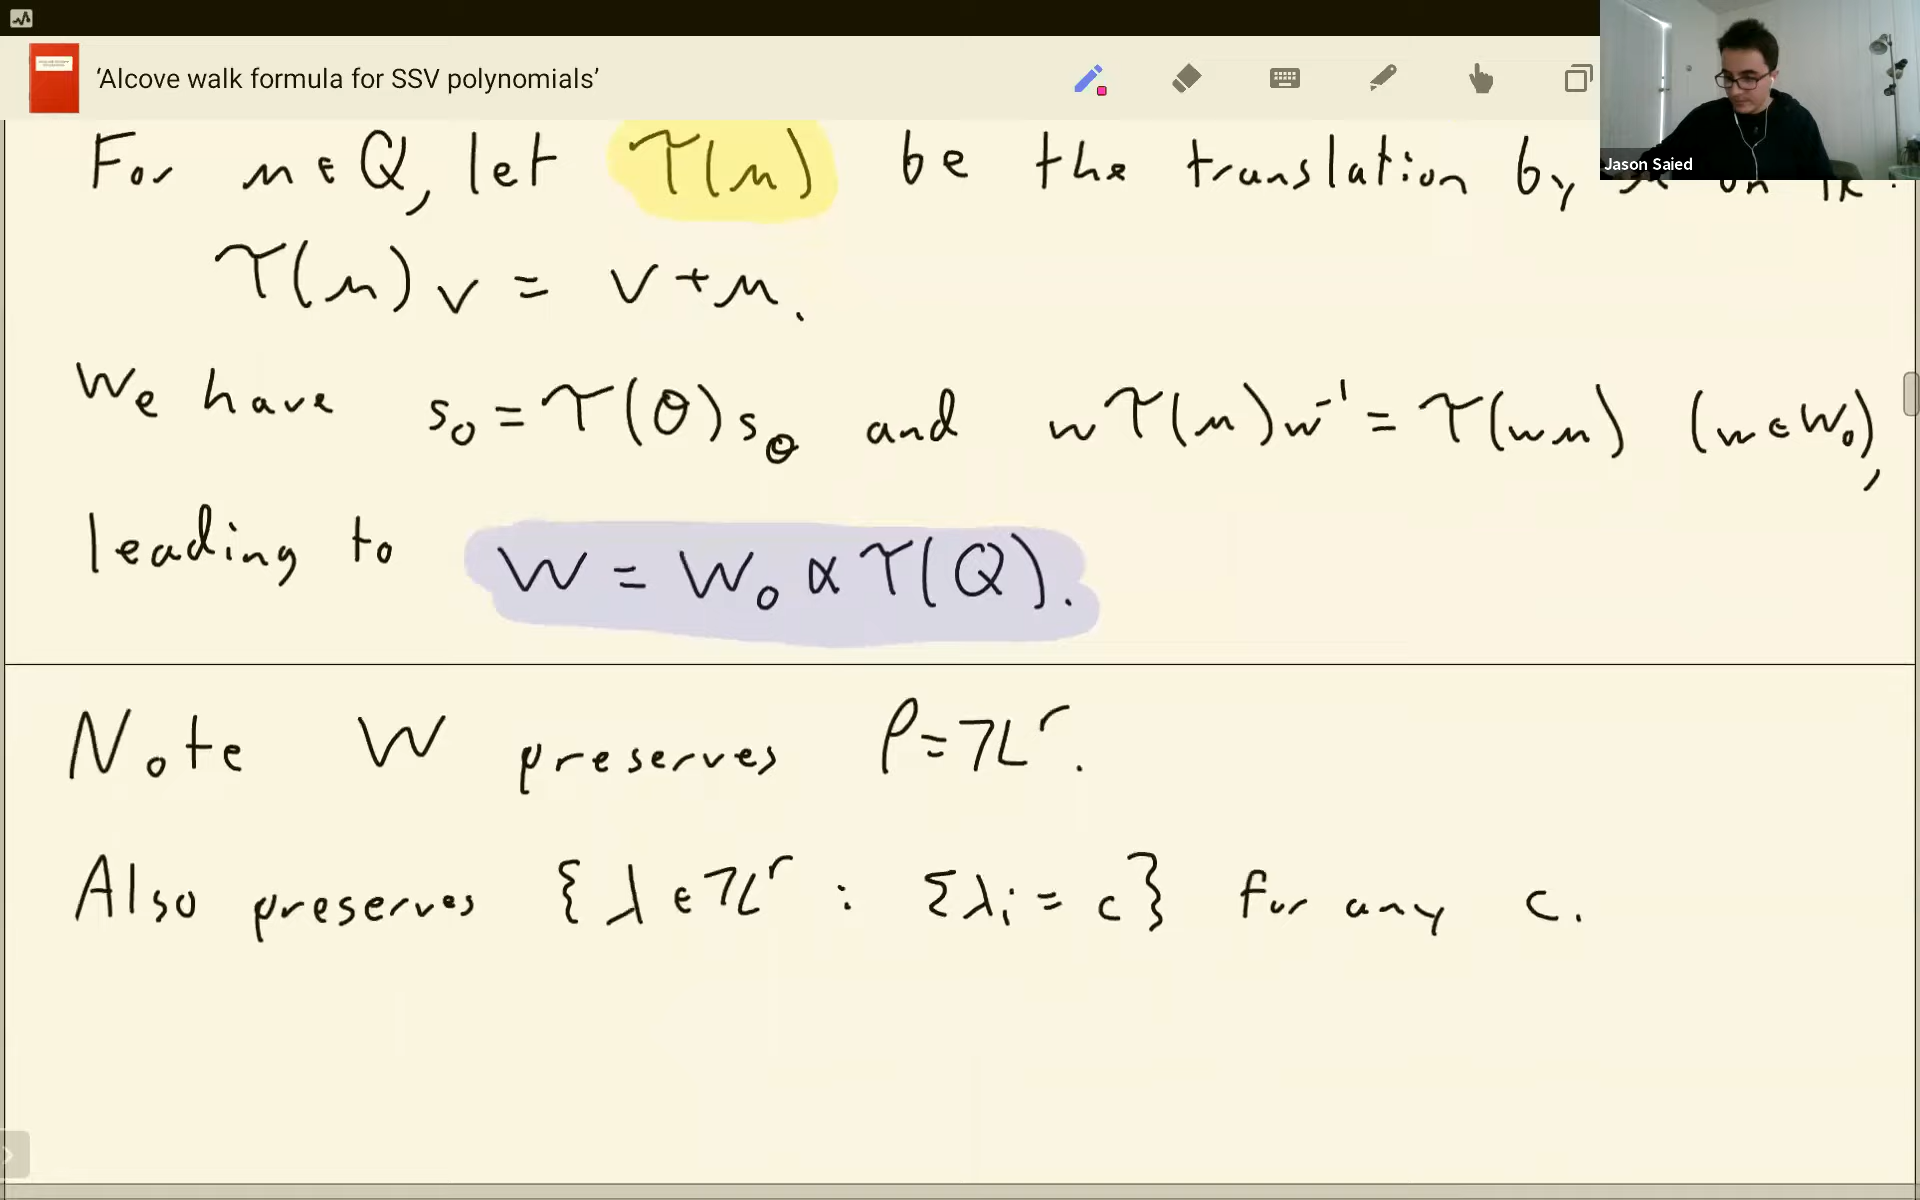 'Alcove walk formula for SSV polynomials'
Jason Saied
For μ ∈ Q, let τ(μ) be the translation by
τ(μ) v = v + μ.
We have s₀ = τ(θ) s_θ and w τ(μ) w⁻¹ = τ(wμ) (w ∈ W₀),
leading to W = W₀ ⋉ τ(Q).
Note W preserves P = ℤʳ.
Also preserves { λ ∈ ℤʳ : Σλᵢ = c } for any c.